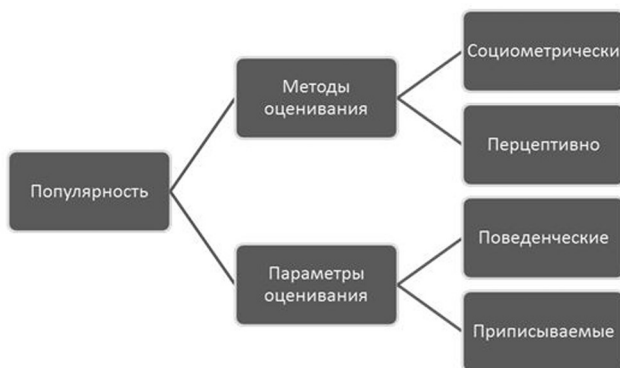 Популярность
Методы
оценивания
Социометрически
Перцептивно
Параметры
оценивания
Поведенческие
Приписываемые